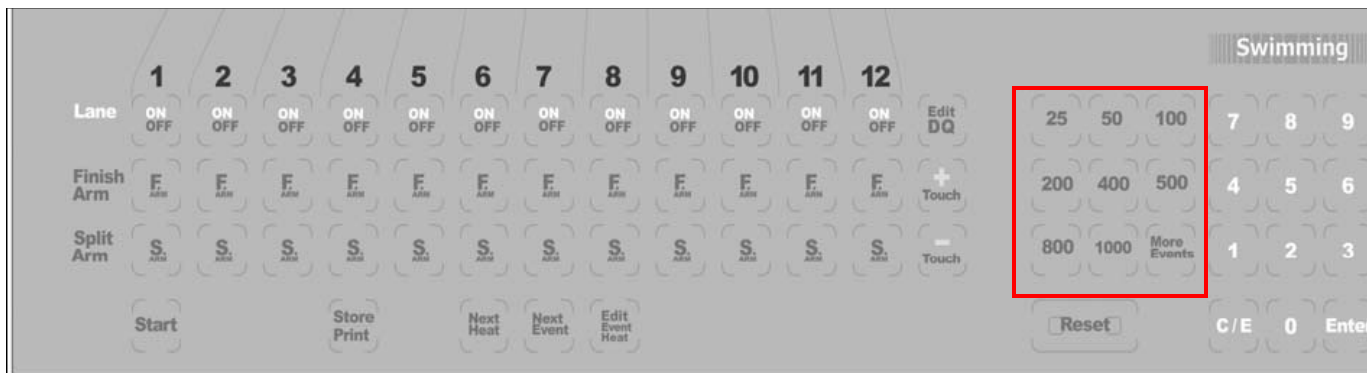 Swimming
1 2 3 4 5 6 7 8 9 10 11 12
Lane ON ON ON ON ON ON ON ON ON ON ON ON Edit 25 50 100 7 8 9
OFF OFF OFF OFF OFF OFF OFF OFF OFF OFF OFF OFF DQ
Finish F. F. F. F. F. F. F. F. F. F. F. F. + 200 400 500 4 5 6
Arm ARM ARM ARM ARM ARM ARM ARM ARM ARM ARM ARM ARM Touch
Split S. S. S. S. S. S. S. S. S. S. S. S. - 800 1000 More 1 2 3
Arm ARM ARM ARM ARM ARM ARM ARM ARM ARM ARM ARM ARM Touch Events
Start Store Next Next Edit Reset C/E 0 Enter
Print Heat Event Event
Heat